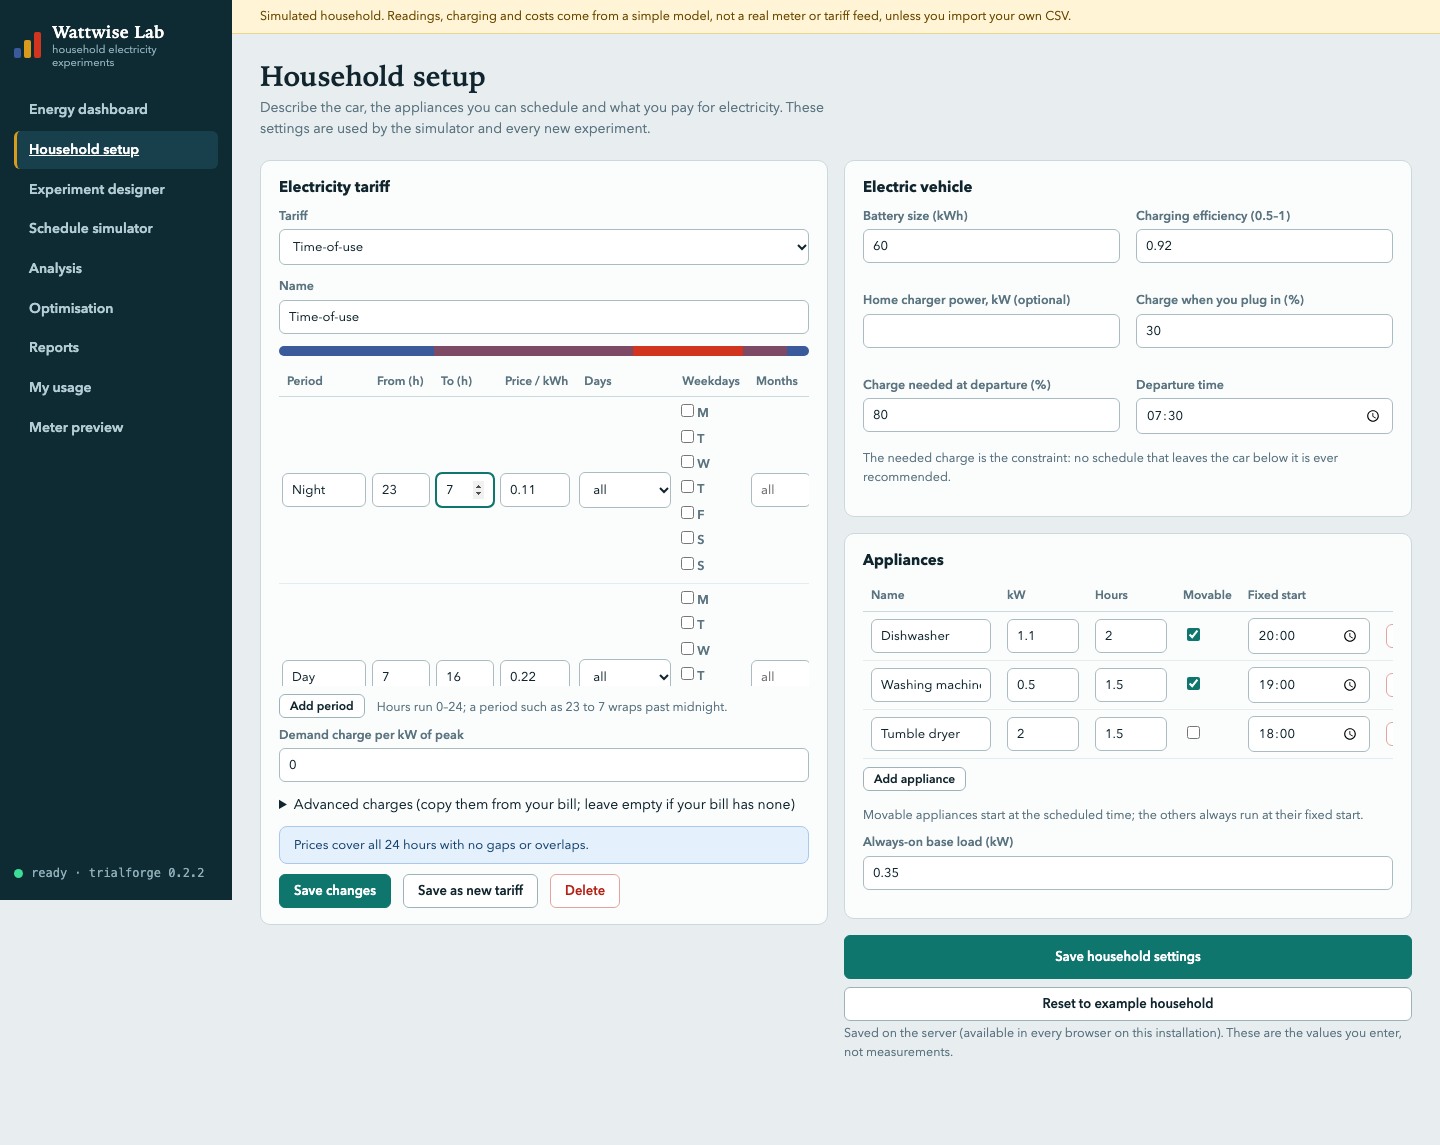 Simulated household. Readings, charging and costs come from a simple model, not a real meter or tariff feed, unless you import your own CSV.
Wattwise Lab
household electricity
experiments
Energy dashboard
Household setup
Experiment designer
Schedule simulator
Analysis
Optimisation
Reports
My usage
Meter preview
ready · trialforge 0.2.2
Household setup
Describe the car, the appliances you can schedule and what you pay for electricity. These
settings are used by the simulator and every new experiment.
Electricity tariff
Tariff
Time-of-use
Name
Time-of-use
Period From (h) To (h) Price / kWh Days Weekdays Months
M
T
W
Night 23 7 0.11 all T all
F
S
S
M
T
W
Day 7 16 0.22 all T all
Add period Hours run 0–24; a period such as 23 to 7 wraps past midnight.
Demand charge per kW of peak
0
Advanced charges (copy them from your bill; leave empty if your bill has none)
Prices cover all 24 hours with no gaps or overlaps.
Save changes Save as new tariff Delete
Electric vehicle
Battery size (kWh) Charging efficiency (0.5–1)
60 0.92
Home charger power, kW (optional) Charge when you plug in (%)
30
Charge needed at departure (%) Departure time
80 07:30
The needed charge is the constraint: no schedule that leaves the car below it is ever
recommended.
Appliances
Name kW Hours Movable Fixed start
Dishwasher 1.1 2 20:00
Washing machin 0.5 1.5 19:00
Tumble dryer 2 1.5 18:00
Add appliance
Movable appliances start at the scheduled time; the others always run at their fixed start.
Always-on base load (kW)
0.35
Save household settings
Reset to example household
Saved on the server (available in every browser on this installation). These are the values you enter,
not measurements.